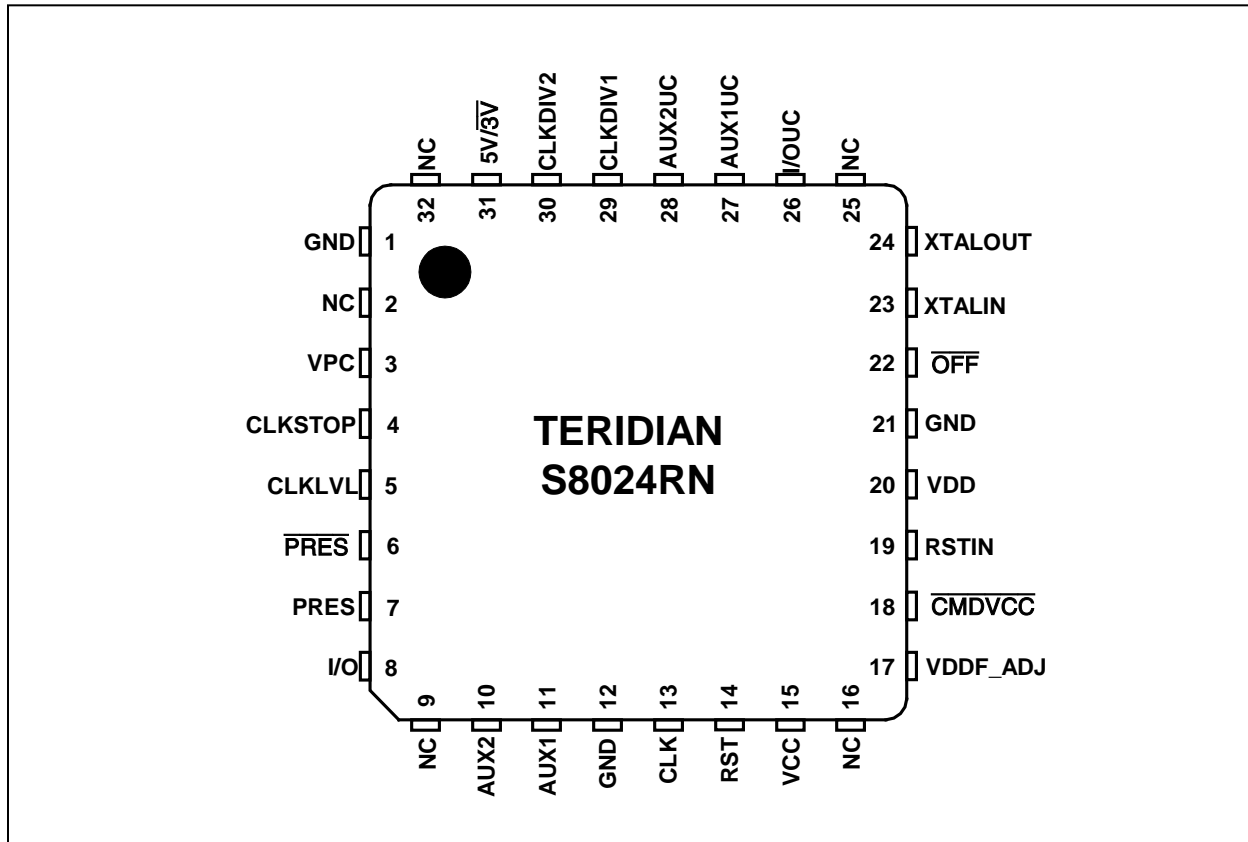 NC
5V/3V̅
CLKDIV2
CLKDIV1
AUX2UC
AUX1UC
I/OUC
NC
32
31
30
29
28
27
26
25
GND 1
NC 2
VPC 3
CLKSTOP 4
CLKLVL 5
P̅R̅E̅S̅ 6
PRES 7
I/O 8
TERIDIAN
S8024RN
24 XTALOUT
23 XTALIN
22 O̅F̅F̅
21 GND
20 VDD
19 RSTIN
18 C̅M̅D̅V̅C̅C̅
17 VDDF_ADJ
9
10
11
12
13
14
15
16
NC
AUX2
AUX1
GND
CLK
RST
VCC
NC